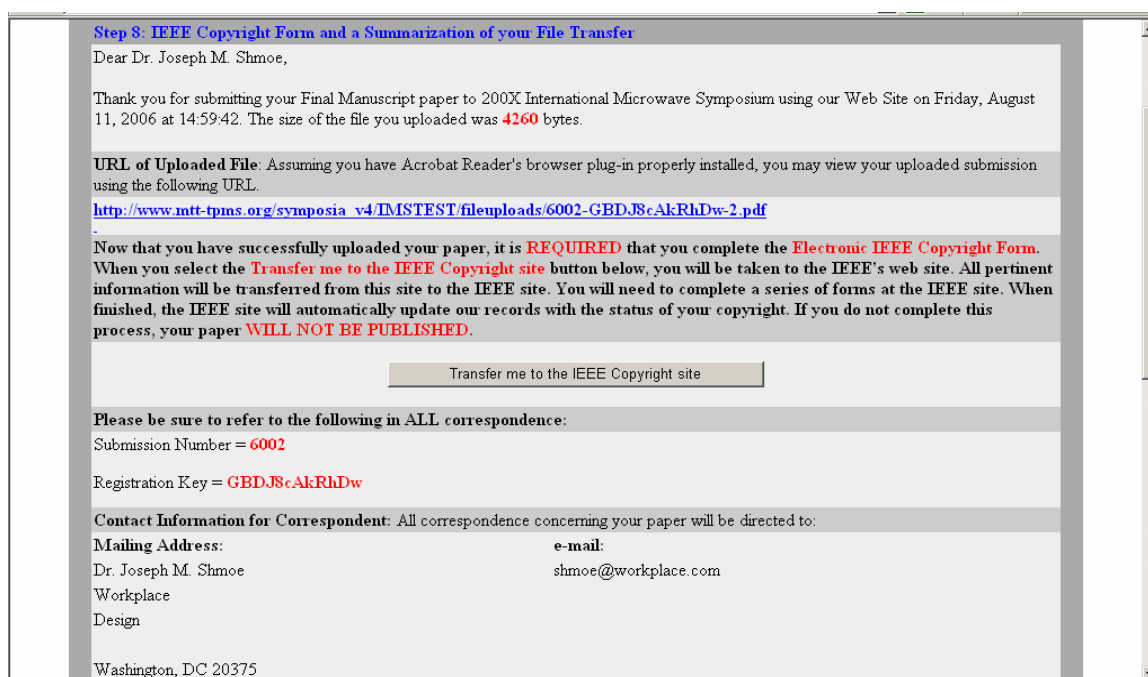 Step 8: IEEE Copyright Form and a Summarization of your File Transfer
Dear Dr. Joseph M. Shmoe,
Thank you for submitting your Final Manuscript paper to 200X International Microwave Symposium using our Web Site on Friday, August
11, 2006 at 14:59:42. The size of the file you uploaded was 4260 bytes.
URL of Uploaded File: Assuming you have Acrobat Reader's browser plug-in properly installed, you may view your uploaded submission
using the following URL.
http://www.mtt-tpms.org/symposia_v4/IMSTEST/fileuploads/6002-GBDJ8cAkRhDw-2.pdf
Now that you have successfully uploaded your paper, it is REQUIRED that you complete the Electronic IEEE Copyright Form.
When you select the Transfer me to the IEEE Copyright site button below, you will be taken to the IEEE's web site. All pertinent
information will be transferred from this site to the IEEE site. You will need to complete a series of forms at the IEEE site. When
finished, the IEEE site will automatically update our records with the status of your copyright. If you do not complete this
process, your paper WILL NOT BE PUBLISHED.
Transfer me to the IEEE Copyright site
Please be sure to refer to the following in ALL correspondence:
Submission Number = 6002
Registration Key = GBDJ8cAkRhDw
Contact Information for Correspondent: All correspondence concerning your paper will be directed to:
Mailing Address: e-mail:
Dr. Joseph M. Shmoe shmoe@workplace.com
Workplace
Design
Washington, DC 20375